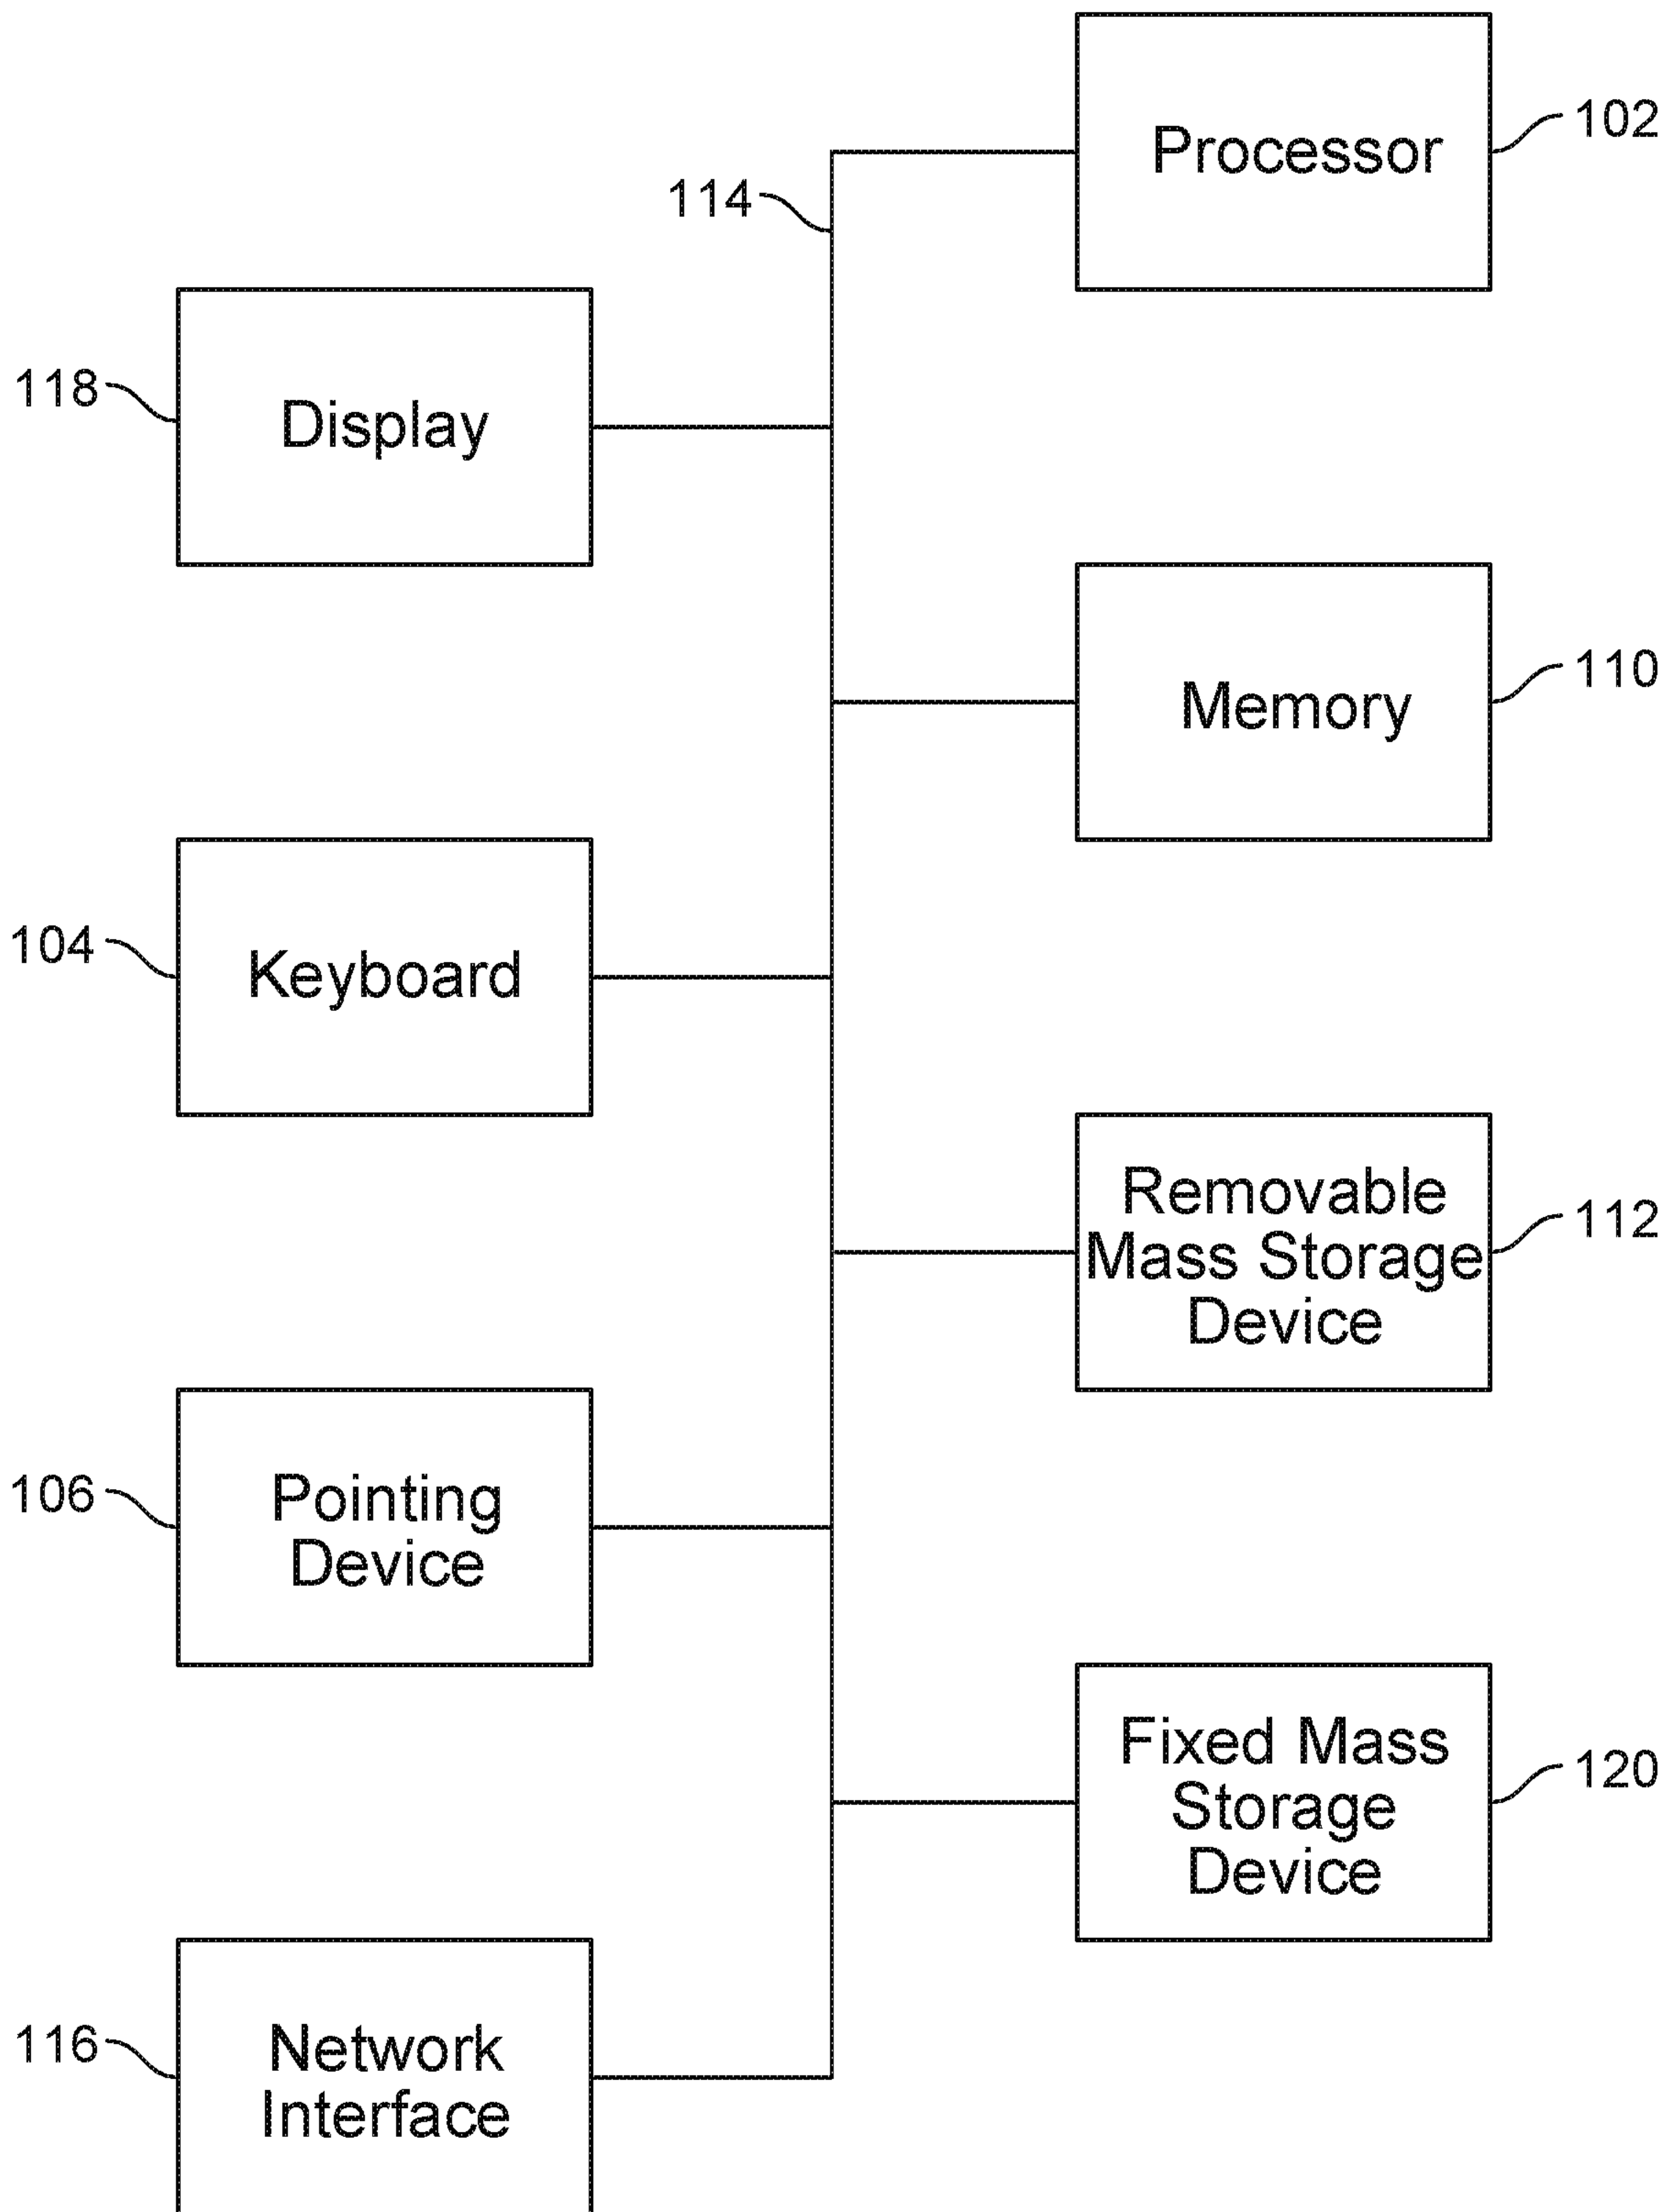 Processor
102
114
118
Display
Memory
110
104
Keyboard
Removable
Mass Storage
Device
112
106
Pointing
Device
Fixed Mass
Storage
Device
120
116
Network
Interface